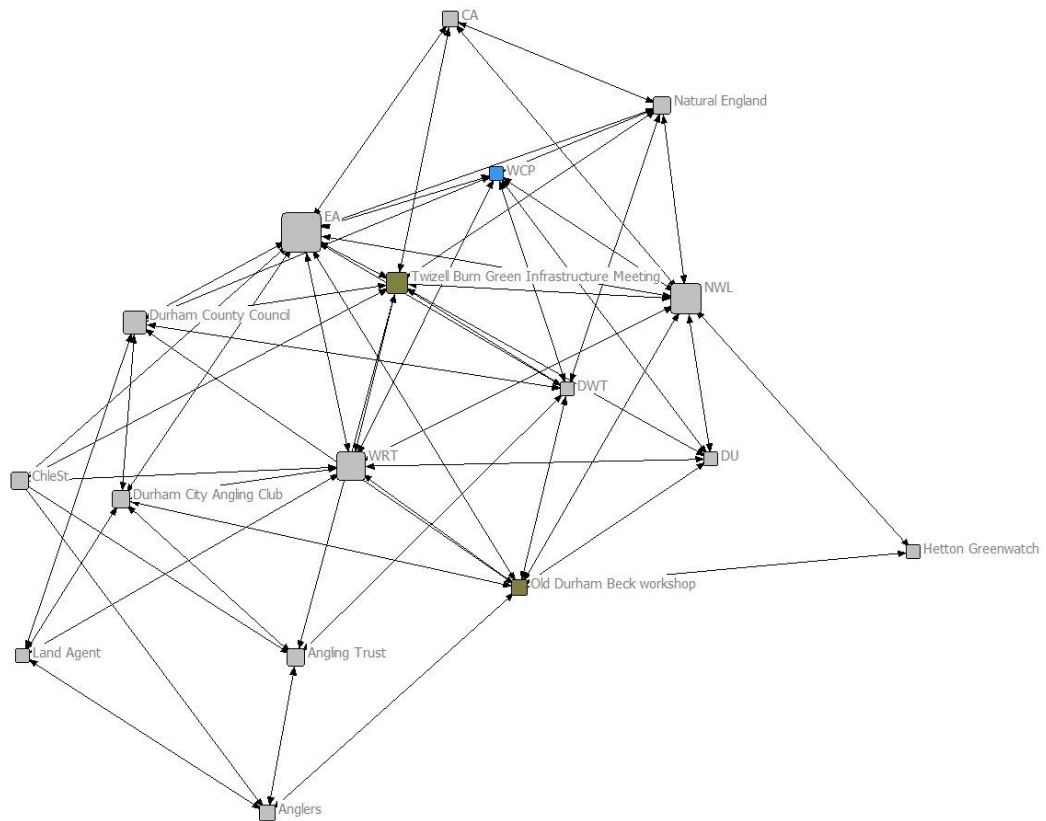 CA
Natural England
WCP
EA
Twizell Burn Green Infrastructure Meeting
NWL
Durham County Council
DWT
WRT
DU
ChleSt
Durham City Angling Club
Hetton Greenwatch
Old Durham Beck workshop
Land Agent
Angling Trust
Anglers